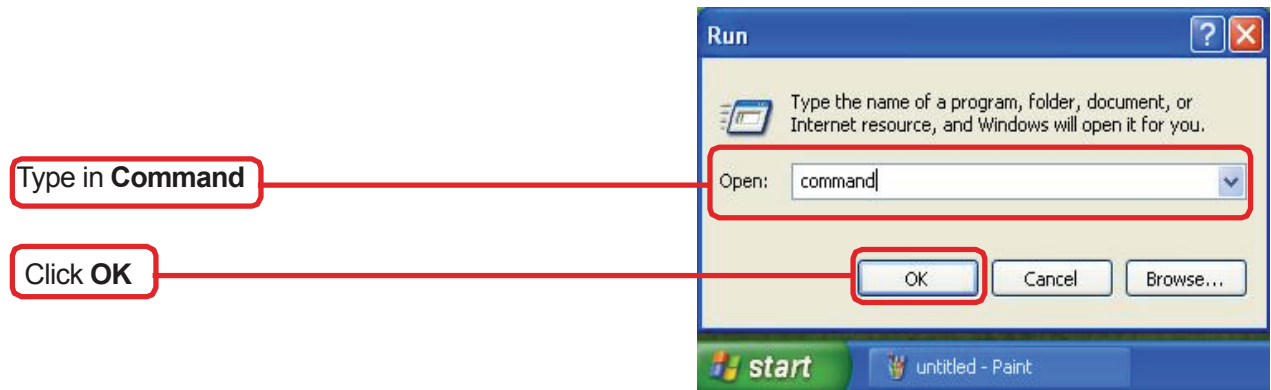 Run
Type the name of a program, folder, document, or
Internet resource, and Windows will open it for you.
Type in Command
Open: command
Click OK
OK Cancel Browse...
start untitled - Paint